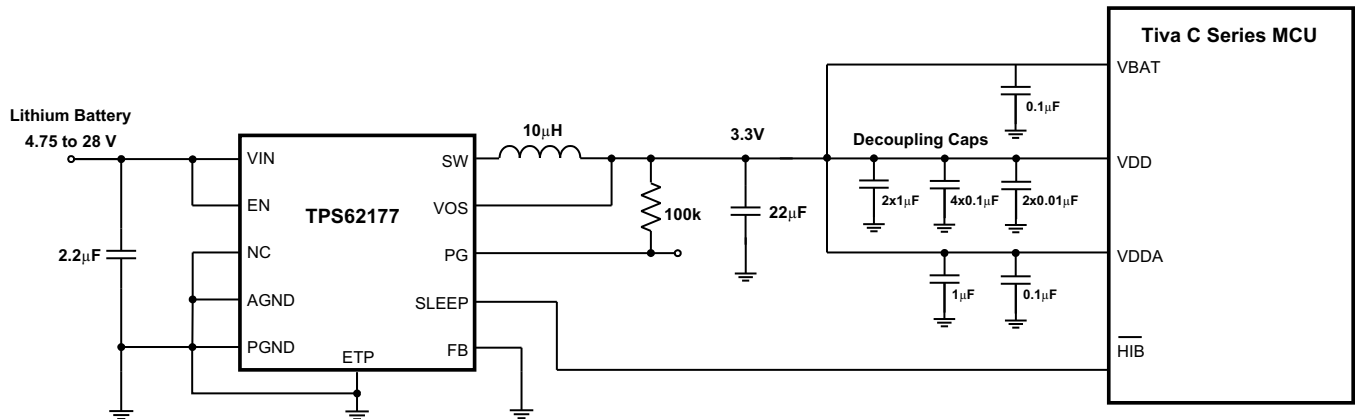 Tiva C Series MCU
VBAT
0.1μF
Lithium Battery
4.75 to 28 V
10μH
3.3V
Decoupling Caps
VIN
SW
VDD
EN
TPS62177
VOS
100k
22μF
2x1μF
4x0.1μF
2x0.01μF
2.2μF
NC
PG
VDDA
AGND
SLEEP
1μF
0.1μF
PGND
ETP
FB
HIB